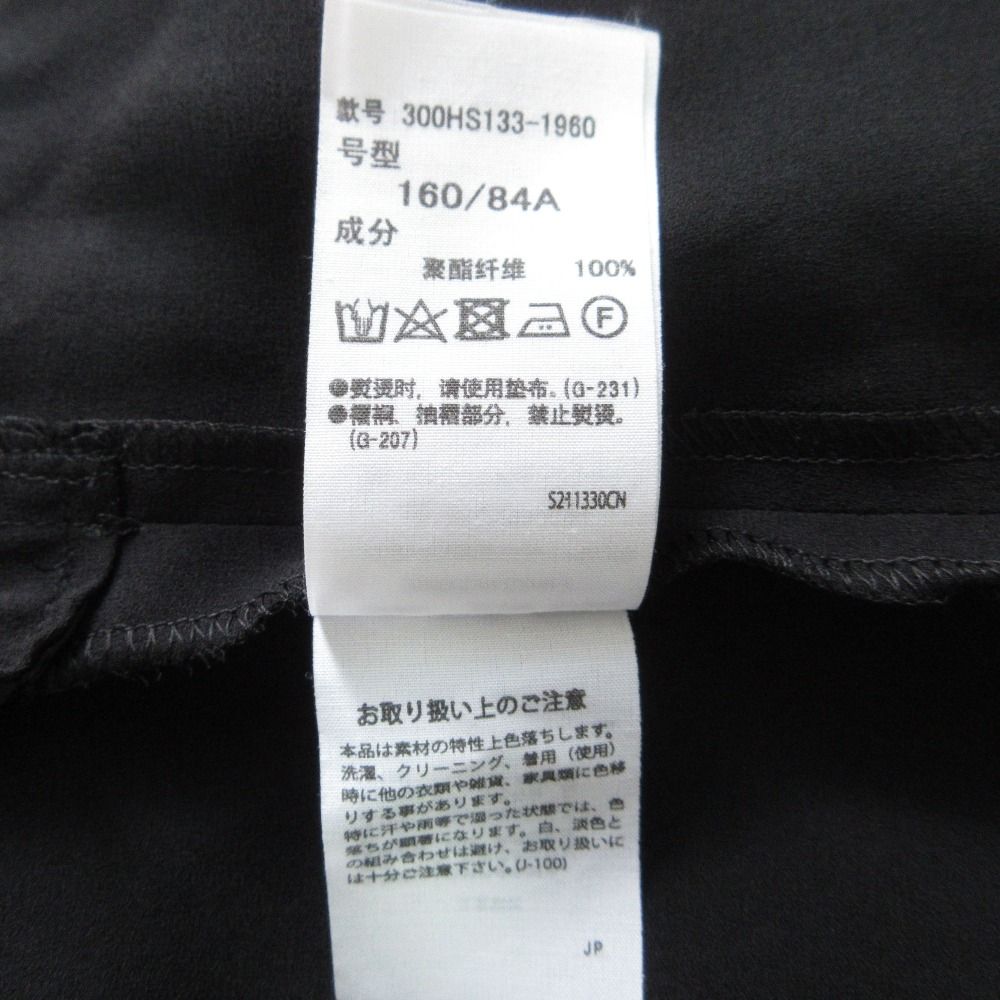 款号 300HS133-1960
号型
160/84A
成分
聚酯纤维 100%
F
●熨烫时，请使用垫布。(G-231)
●褶裥、抽褶部分，禁止熨烫。
(G-207)
S211330CN
お取り扱い上のご注意
本品は素材の特性上色落ちします。
洗濯、クリーニング、着用（使用）
時に他の衣類や雑貨、家具類に色移
りする事があります。
特に汗や雨等で湿った状態では、色
落ちが顕著になります。白、淡色と
の組み合わせは避け、お取り扱いに
は十分ご注意下さい。(J-100)
JP